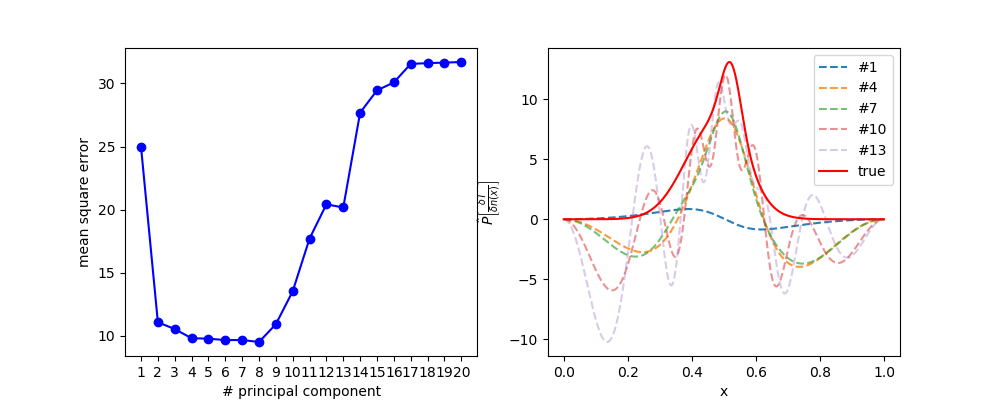 mean square error
30
25
20
15
10
1 2 3 4 5 6 7 8 9 10 11 12 13 14 15 16 17 18 19 20
# principal component
P̂[δT/δn(x)]
10
5
0
−5
−10
0.0 0.2 0.4 0.6 0.8 1.0
x
#1
#4
#7
#10
#13
true